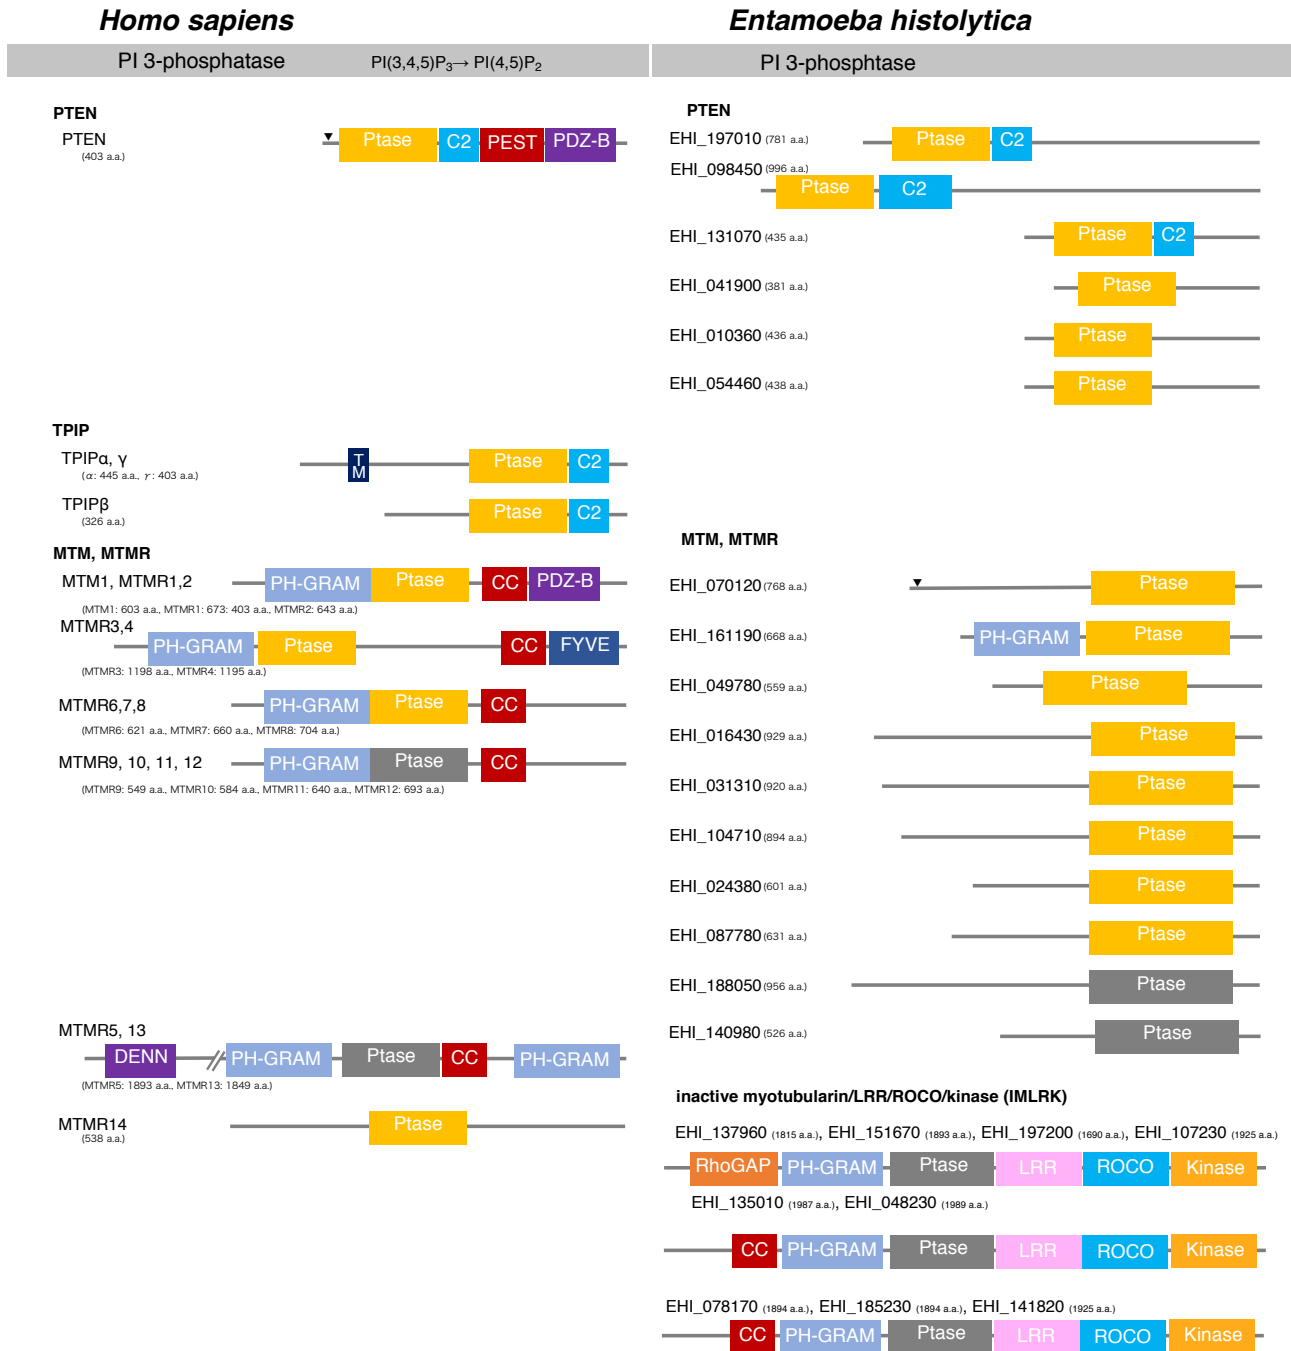 Homo sapiens
PI 3-phosphatase PI(3,4,5)P3→ PI(4,5)P2
PTEN
PTEN
(403 a.a.)
Ptase C2 PEST PDZ-B
TPIP
TPIPα, γ
(α: 445 a.a., γ: 403 a.a.)
TM Ptase C2
TPIPβ
(326 a.a.)
Ptase C2
MTM, MTMR
MTM1, MTMR1,2
PH-GRAM Ptase CC PDZ-B
(MTM1: 603 a.a., MTMR1: 673: 403 a.a., MTMR2: 643 a.a.)
MTMR3,4
PH-GRAM Ptase CC FYVE
(MTMR3: 1198 a.a., MTMR4: 1195 a.a.)
MTMR6,7,8
PH-GRAM Ptase CC
(MTMR6: 621 a.a., MTMR7: 660 a.a., MTMR8: 704 a.a.)
MTMR9, 10, 11, 12
PH-GRAM Ptase CC
(MTMR9: 549 a.a., MTMR10: 584 a.a., MTMR11: 640 a.a., MTMR12: 693 a.a.)
MTMR5, 13
DENN PH-GRAM Ptase CC PH-GRAM
(MTMR5: 1893 a.a., MTMR13: 1849 a.a.)
MTMR14
(538 a.a.)
Ptase
Entamoeba histolytica
PI 3-phosphtase
PTEN
EHI_197010 (781 a.a.)
Ptase C2
EHI_098450 (996 a.a.)
Ptase C2
EHI_131070 (435 a.a.)
Ptase C2
EHI_041900 (381 a.a.)
Ptase
EHI_010360 (436 a.a.)
Ptase
EHI_054460 (438 a.a.)
Ptase
MTM, MTMR
EHI_070120 (768 a.a.)
Ptase
EHI_161190 (668 a.a.)
PH-GRAM Ptase
EHI_049780 (559 a.a.)
Ptase
EHI_016430 (929 a.a.)
Ptase
EHI_031310 (920 a.a.)
Ptase
EHI_104710 (894 a.a.)
Ptase
EHI_024380 (601 a.a.)
Ptase
EHI_087780 (631 a.a.)
Ptase
EHI_188050 (956 a.a.)
Ptase
EHI_140980 (526 a.a.)
Ptase
inactive myotubularin/LRR/ROCO/kinase (IMLRK)
EHI_137960 (1815 a.a.), EHI_151670 (1893 a.a.), EHI_197200 (1690 a.a.), EHI_107230 (1925 a.a.)
RhoGAP PH-GRAM Ptase LRR ROCO Kinase
EHI_135010 (1987 a.a.), EHI_048230 (1989 a.a.)
CC PH-GRAM Ptase LRR ROCO Kinase
EHI_078170 (1894 a.a.), EHI_185230 (1894 a.a.), EHI_141820 (1925 a.a.)
CC PH-GRAM Ptase LRR ROCO Kinase